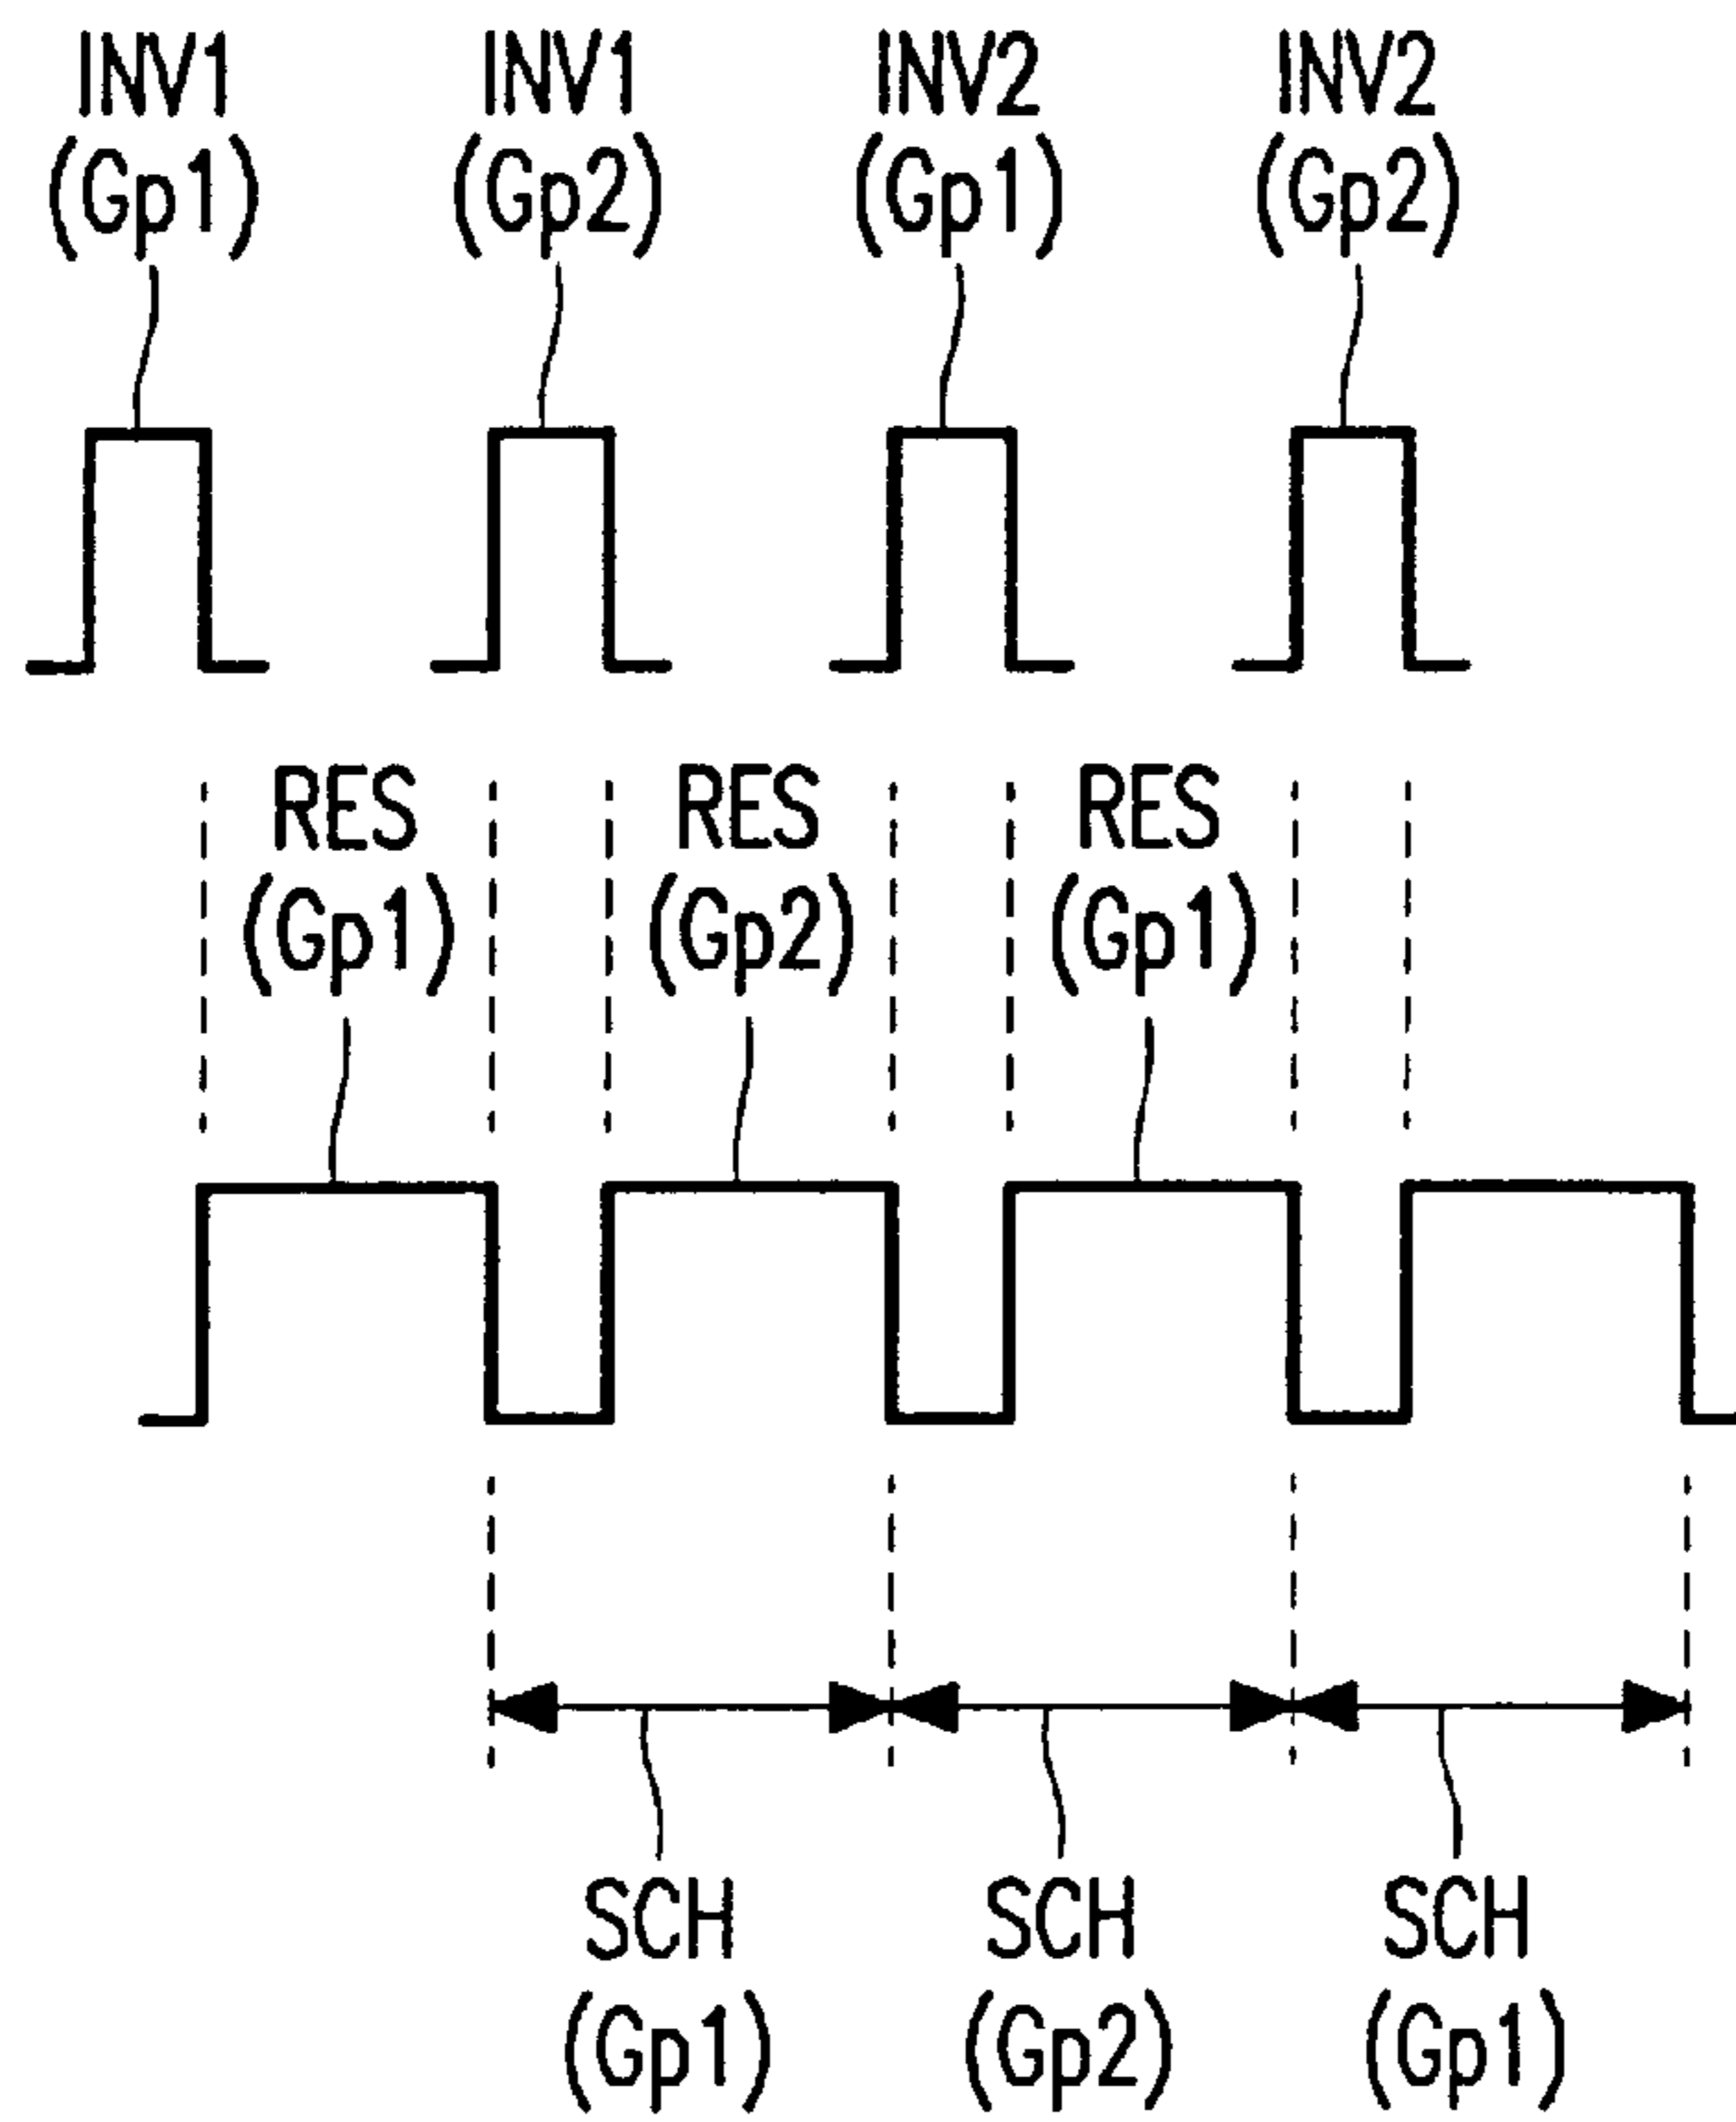 INV1 INV1 INV2 INV2
(Gp1) (Gp2) (Gp1) (Gp2)
RES RES RES
(Gp1) (Gp2) (Gp1)
SCH SCH SCH
(Gp1) (Gp2) (Gp1)